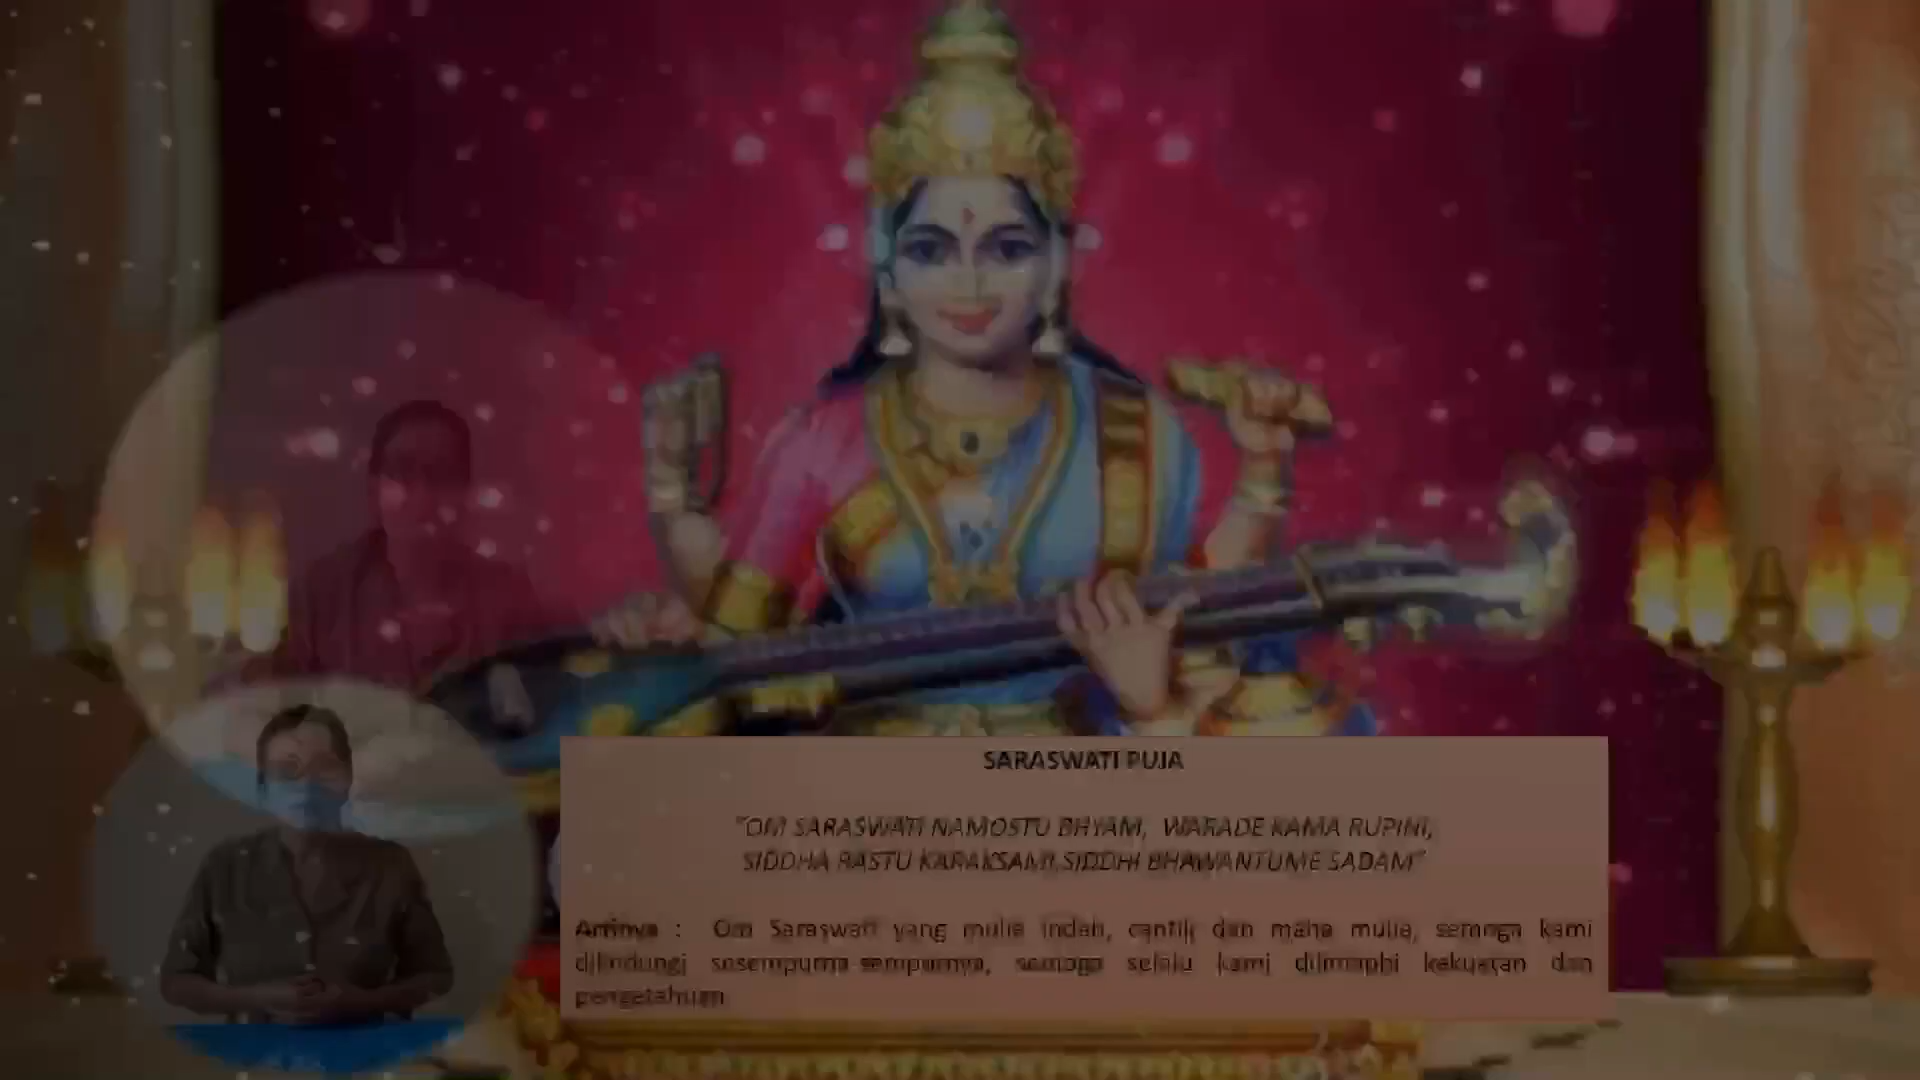 SARASWATI PUJA
"OM SARASWATI NAMOSTU BHYAM, WARADE KAMA RUPINI,
SIDDHA RASTU KARAKSAMI,SIDDHI BHAWANTUME SADAM"
Artinya : Om Saraswati yang mulia indah, cantik dan maha mulia, semoga kami
dilindungi sesempurna sempurnya, semoga selalu kami dilimaphi kekuatan dan
pengetahuan